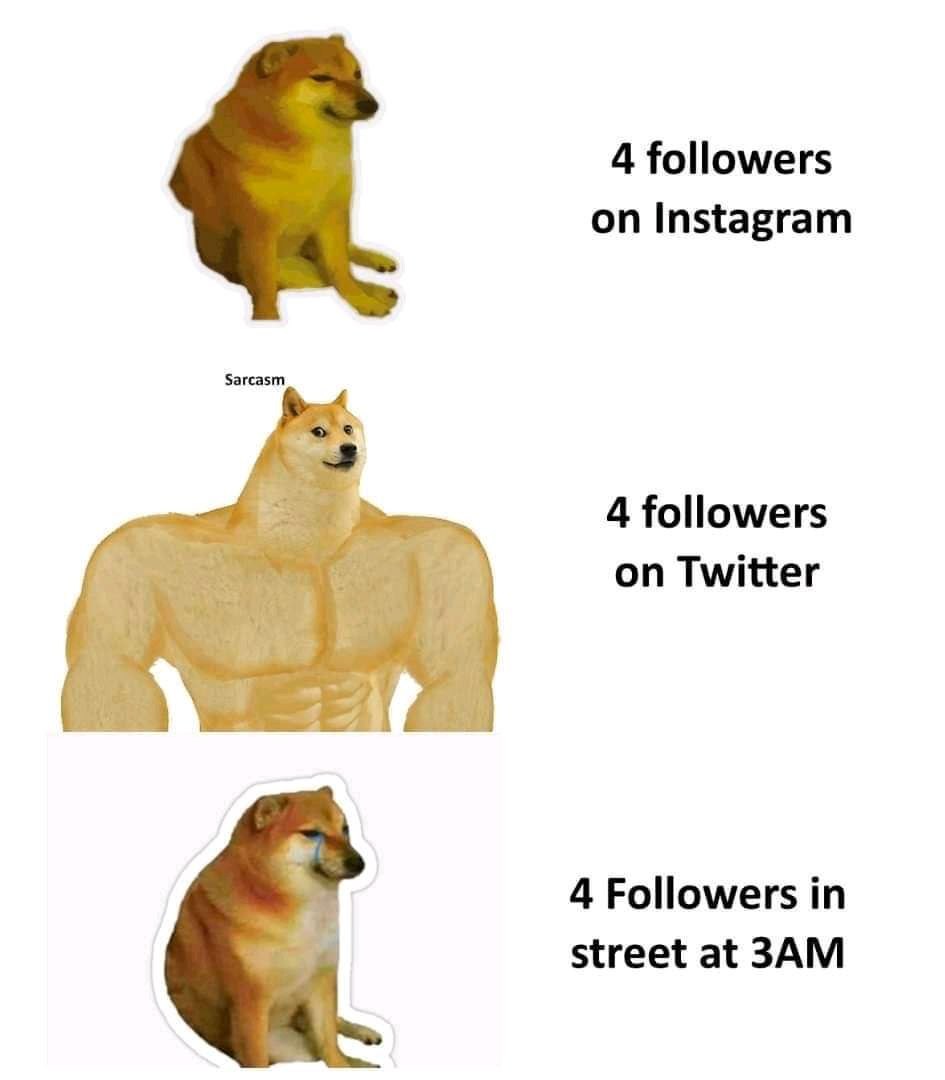 4 followers
on Instagram
Sarcasm
4 followers
on Twitter
4 Followers in
street at 3AM